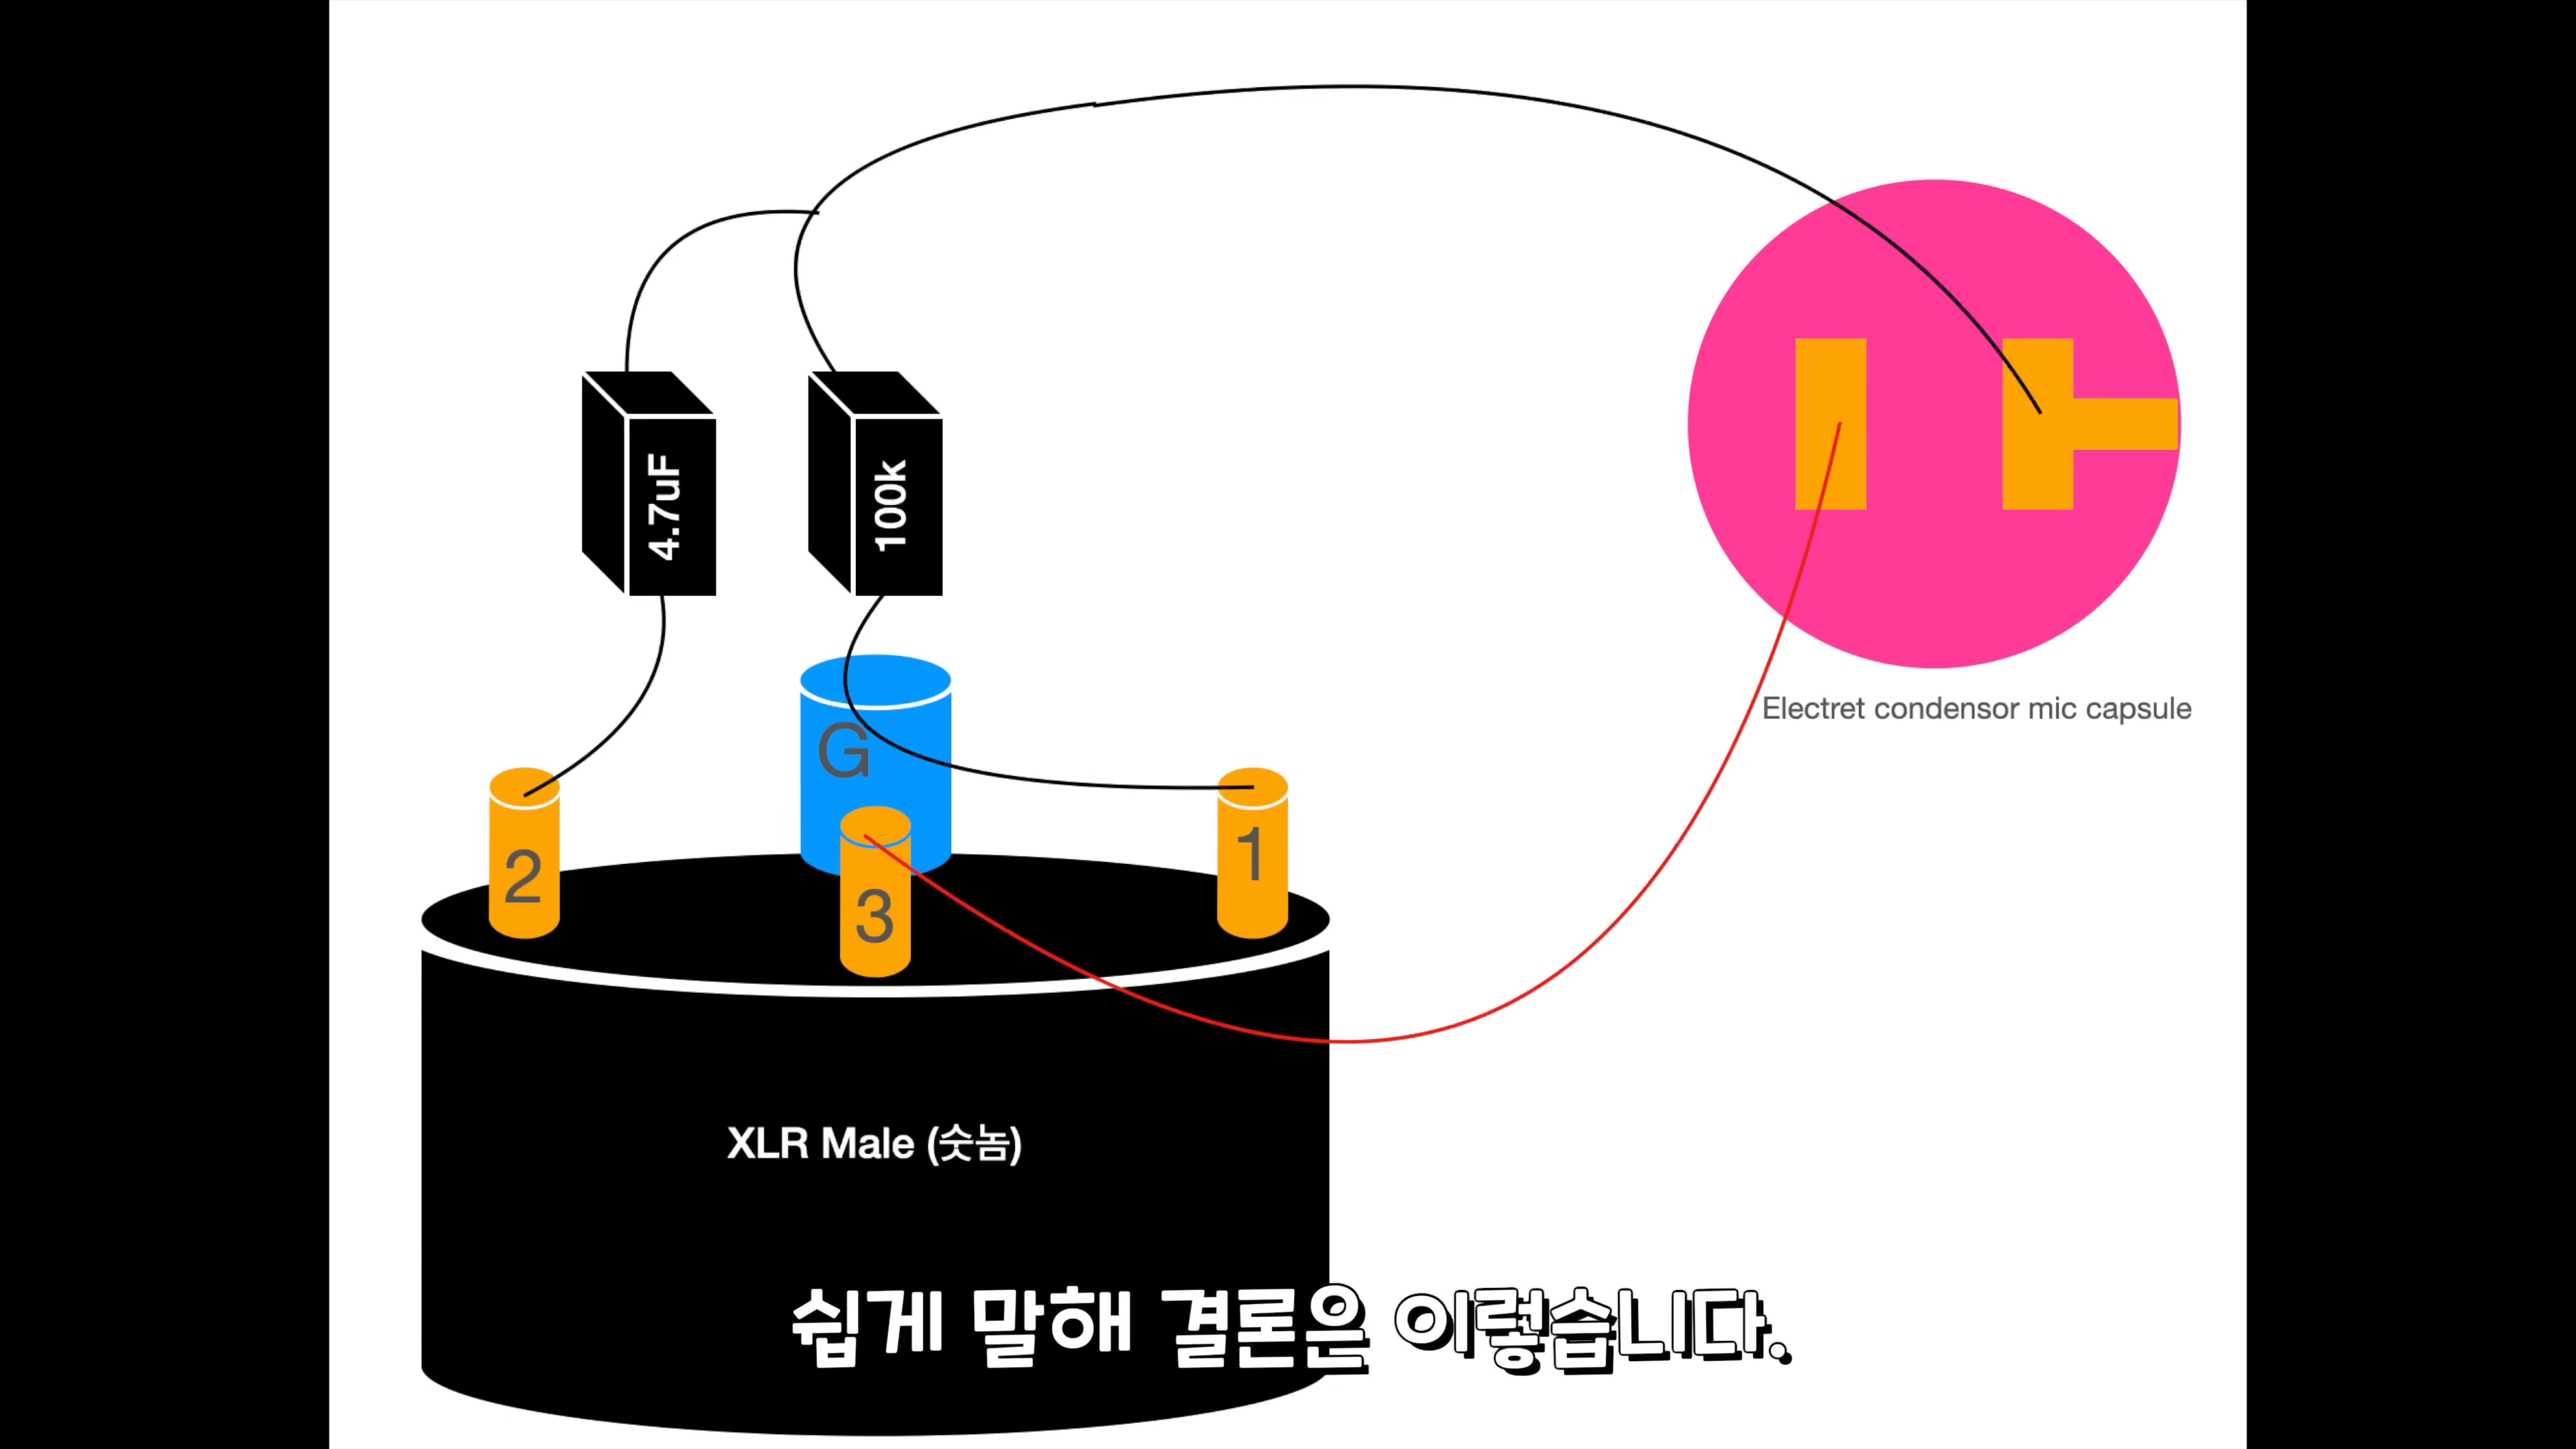 4.7uF
100k
Electret condensor mic capsule
G
2
3
1
XLR Male (숫놈)
쉽게 말해 결론은 이렇습니다.